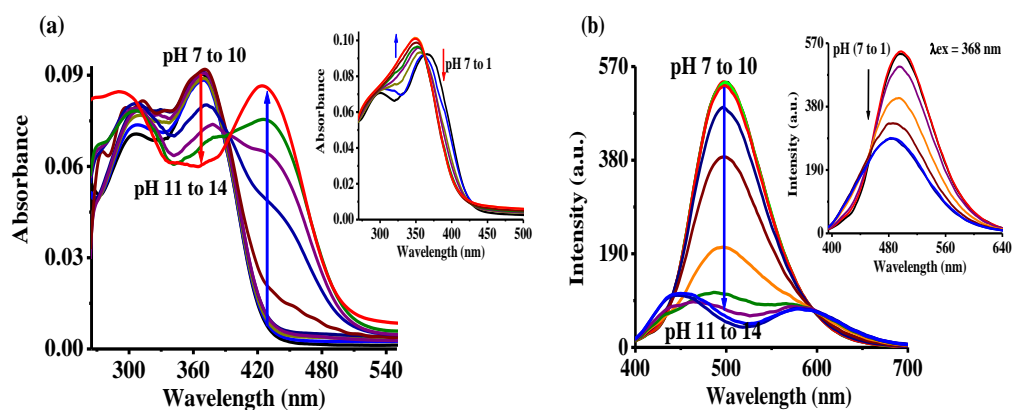 (a)
pH 7 to 10
pH 11 to 14
Absorbance
0.09
0.06
0.03
0.00
300 360 420 480 540
Wavelength (nm)
pH 7 to 1
Absorbance
0.10
0.08
0.06
0.04
0.02
0.00
300 350 400 450 500
Wavelength (nm)
(b)
pH 7 to 10
pH 11 to 14
Intensity (a.u.)
570
380
190
0
400 500 600 700
Wavelength (nm)
pH (7 to 1)
λex = 368 nm
Intensity (a.u.)
570
380
290
190
0
400 480 560 640
Wavelength (nm)